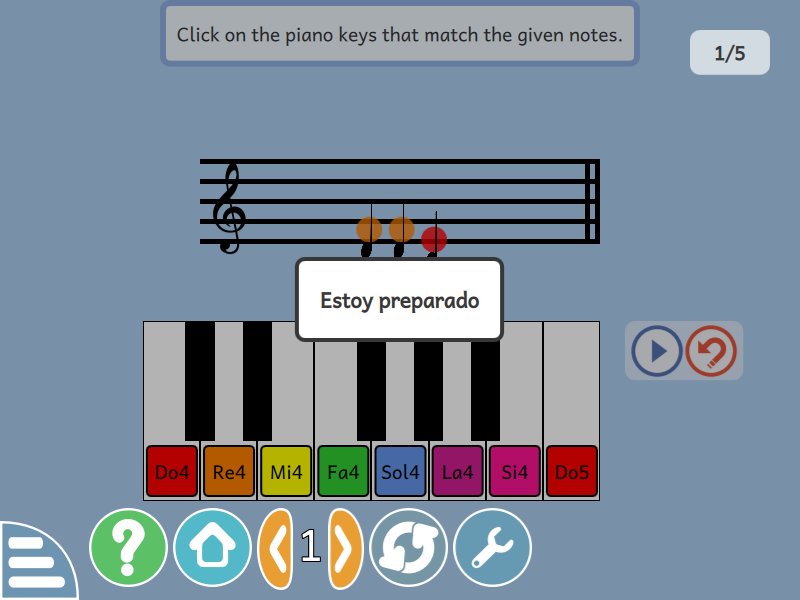 Click on the piano keys that match the given notes.
1/5
Estoy preparado
Do4 Re4 Mi4 Fa4 Sol4 La4 Si4 Do5
1